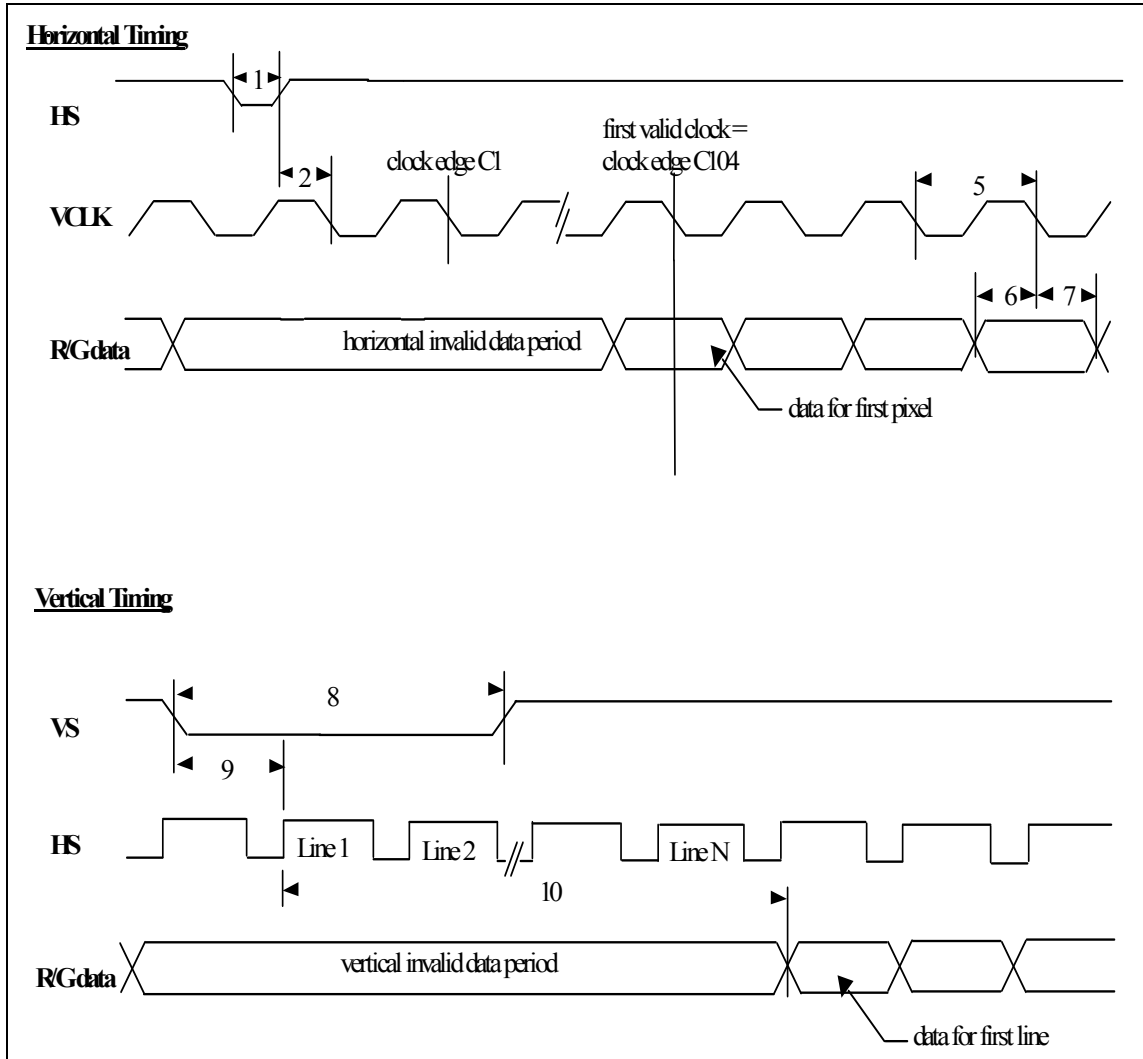 Horizontal Timing
1
HS
first valid clock =
clock edge C1
clock edge C104
2
5
VCLK
6
7
R/G data
horizontal invalid data period
data for first pixel
Vertical Timing
8
VS
9
HS
Line 1
Line 2
Line N
10
R/G data
vertical invalid data period
data for first line